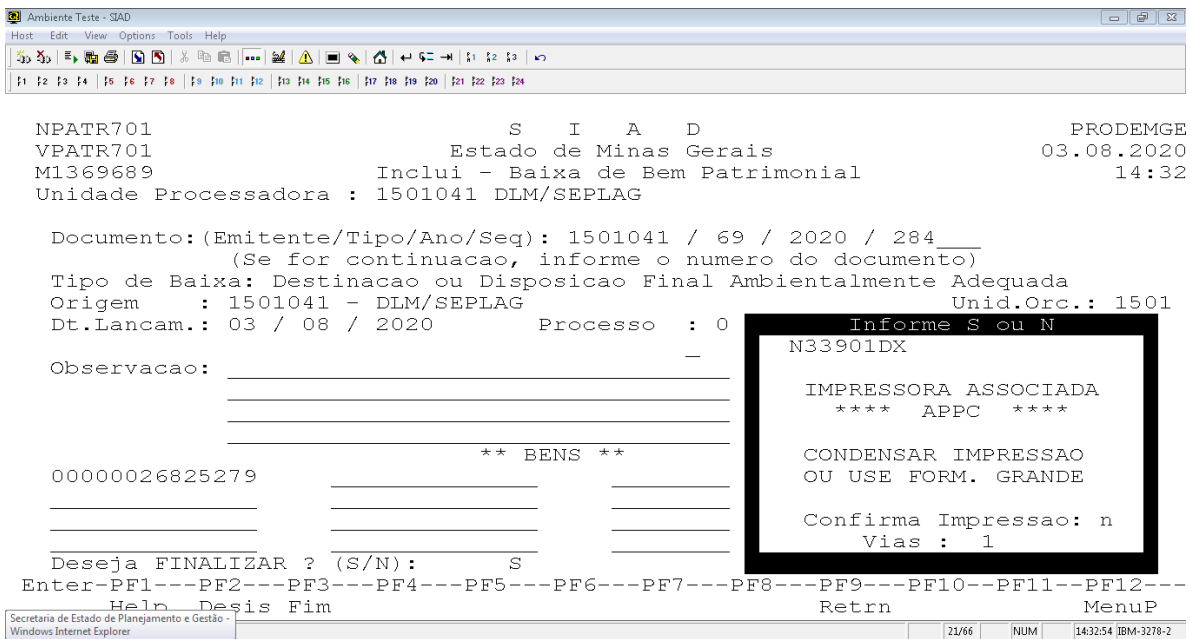 Ambiente Teste - SIAD
Host Edit View Options Tools Help
NPATR701 S I A D PRODEMGE
VPATR701 Estado de Minas Gerais 03.08.2020
M1369689 Inclui - Baixa de Bem Patrimonial 14:32
Unidade Processadora : 1501041 DLM/SEPLAG
Documento:(Emitente/Tipo/Ano/Seq): 1501041 / 69 / 2020 / 284___
(Se for continuacao, informe o numero do documento)
Tipo de Baixa: Destinacao ou Disposicao Final Ambientalmente Adequada
Origem : 1501041 - DLM/SEPLAG Unid.Orc.: 1501
Dt.Lancam.: 03 / 08 / 2020 Processo : 0
Observacao:
** BENS **
00000026825279
Deseja FINALIZAR ? (S/N): S
Informe S ou N
N33901DX
IMPRESSORA ASSOCIADA
**** APPC ****
CONDENSAR IMPRESSAO
OU USE FORM. GRANDE
Confirma Impressao: n
Vias : 1
Enter-PF1---PF2---PF3---PF4---PF5---PF6---PF7---PF8---PF9---PF10--PF11--PF12---
Help Desis Fim Retrn MenuP
Secretaria de Estado de Planejamento e Gestão -
Windows Internet Explorer
21/66 NUM 14:32:54 IBM-3278-2